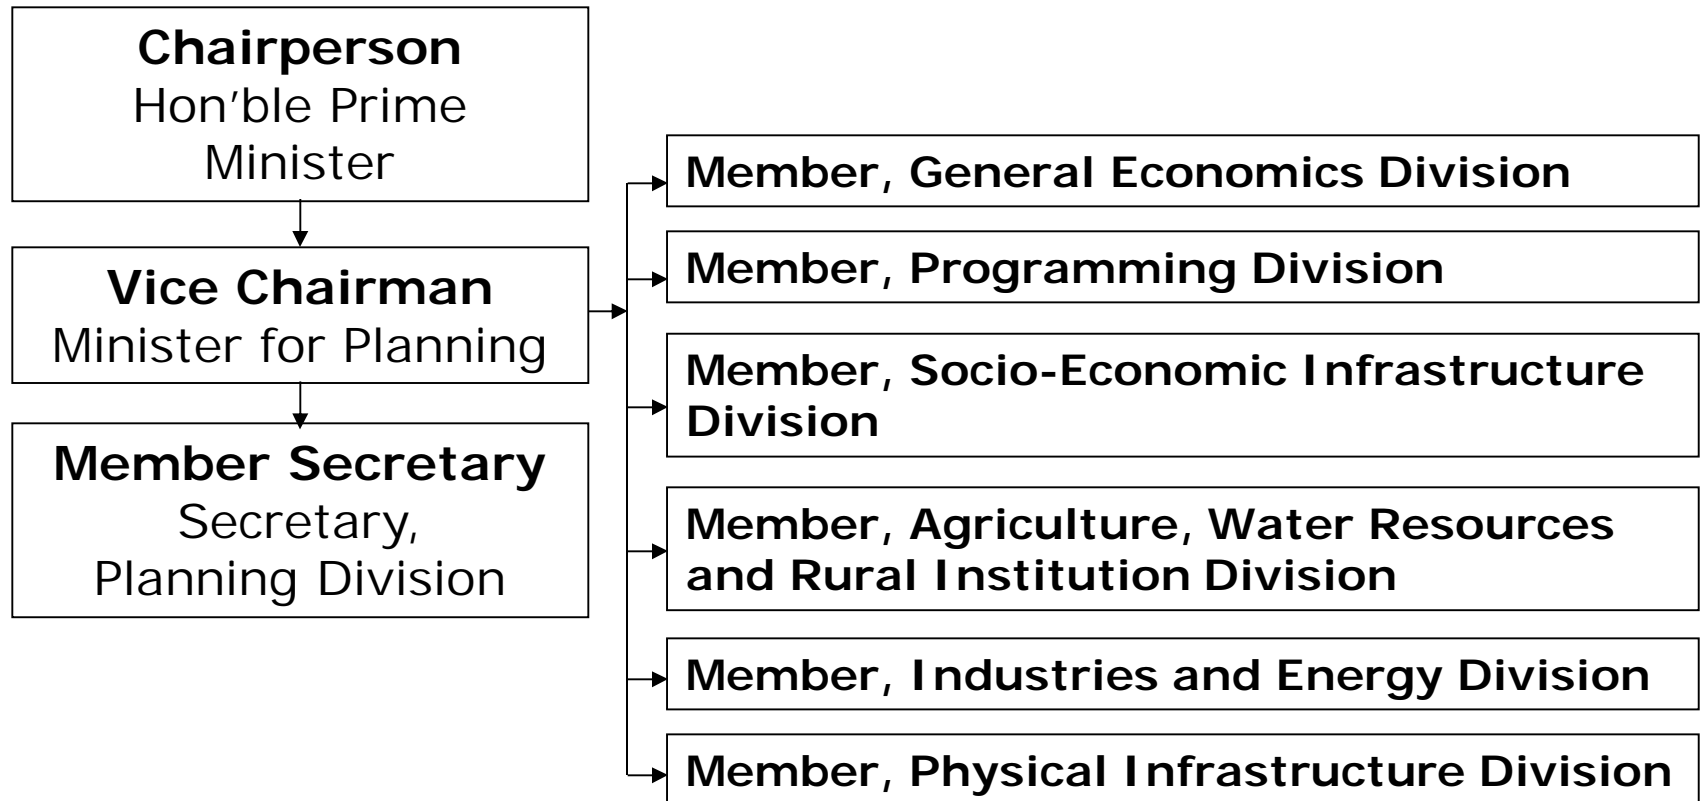 Chairperson
Hon'ble Prime
Minister
Vice Chairman
Minister for Planning
Member Secretary
Secretary,
Planning Division
Member, General Economics Division
Member, Programming Division
Member, Socio-Economic Infrastructure
Division
Member, Agriculture, Water Resources
and Rural Institution Division
Member, Industries and Energy Division
Member, Physical Infrastructure Division